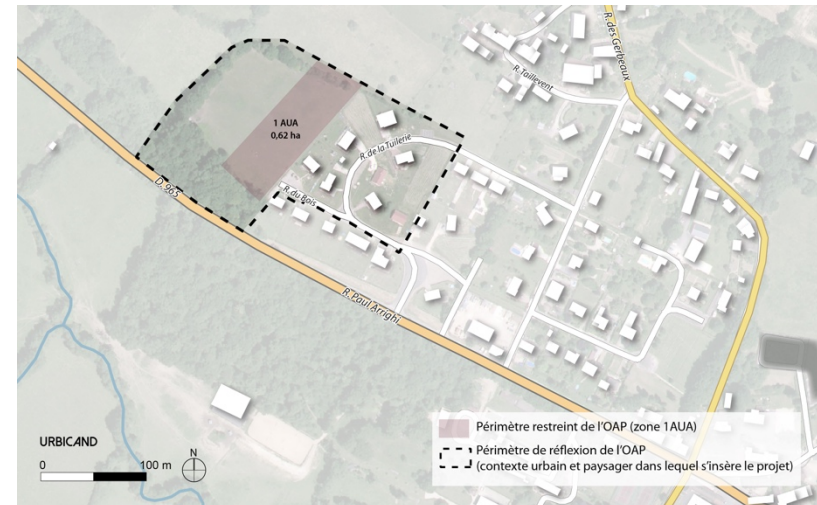 R. des Gerbeaux
R. Taillevent
1 AUA
0,62 ha
R. de la Tuilerie
R. du Bois
D. 965
R. Paul Arrighi
URBICAND
0
100 m
N
Périmètre restreint de l'OAP (zone 1AUA)
Périmètre de réflexion de l'OAP
(contexte urbain et paysager dans lequel s'insère le projet)